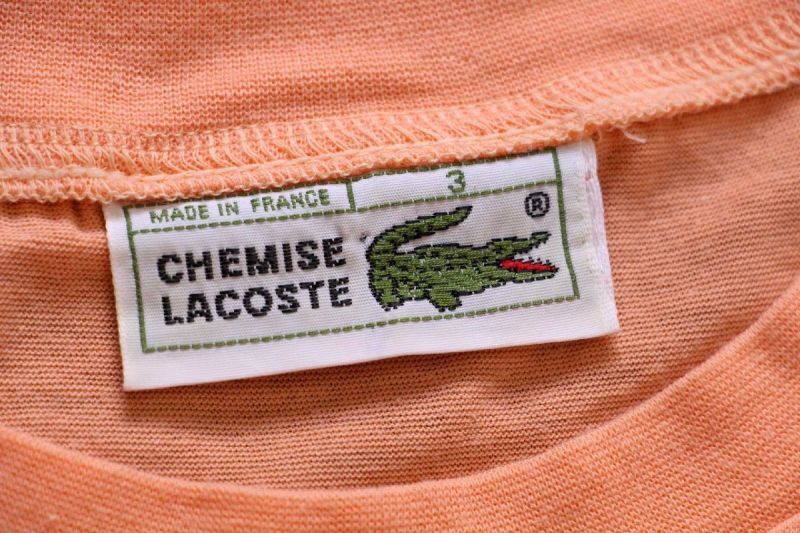 MADE IN FRANCE
3
CHEMISE
LACOSTE
®